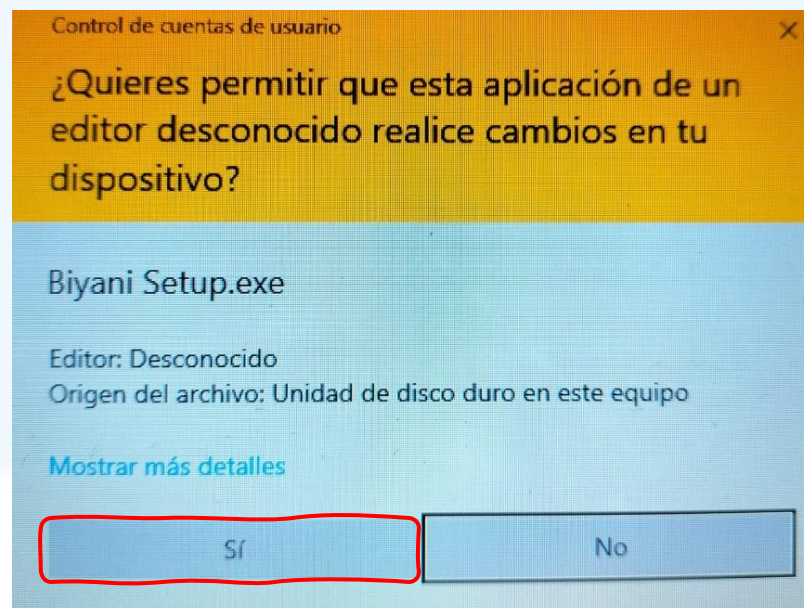 Control de cuentas de usuario
¿Quieres permitir que esta aplicación de un
editor desconocido realice cambios en tu
dispositivo?
Biyani Setup.exe
Editor: Desconocido
Origen del archivo: Unidad de disco duro en este equipo
Mostrar más detalles
Sí
No